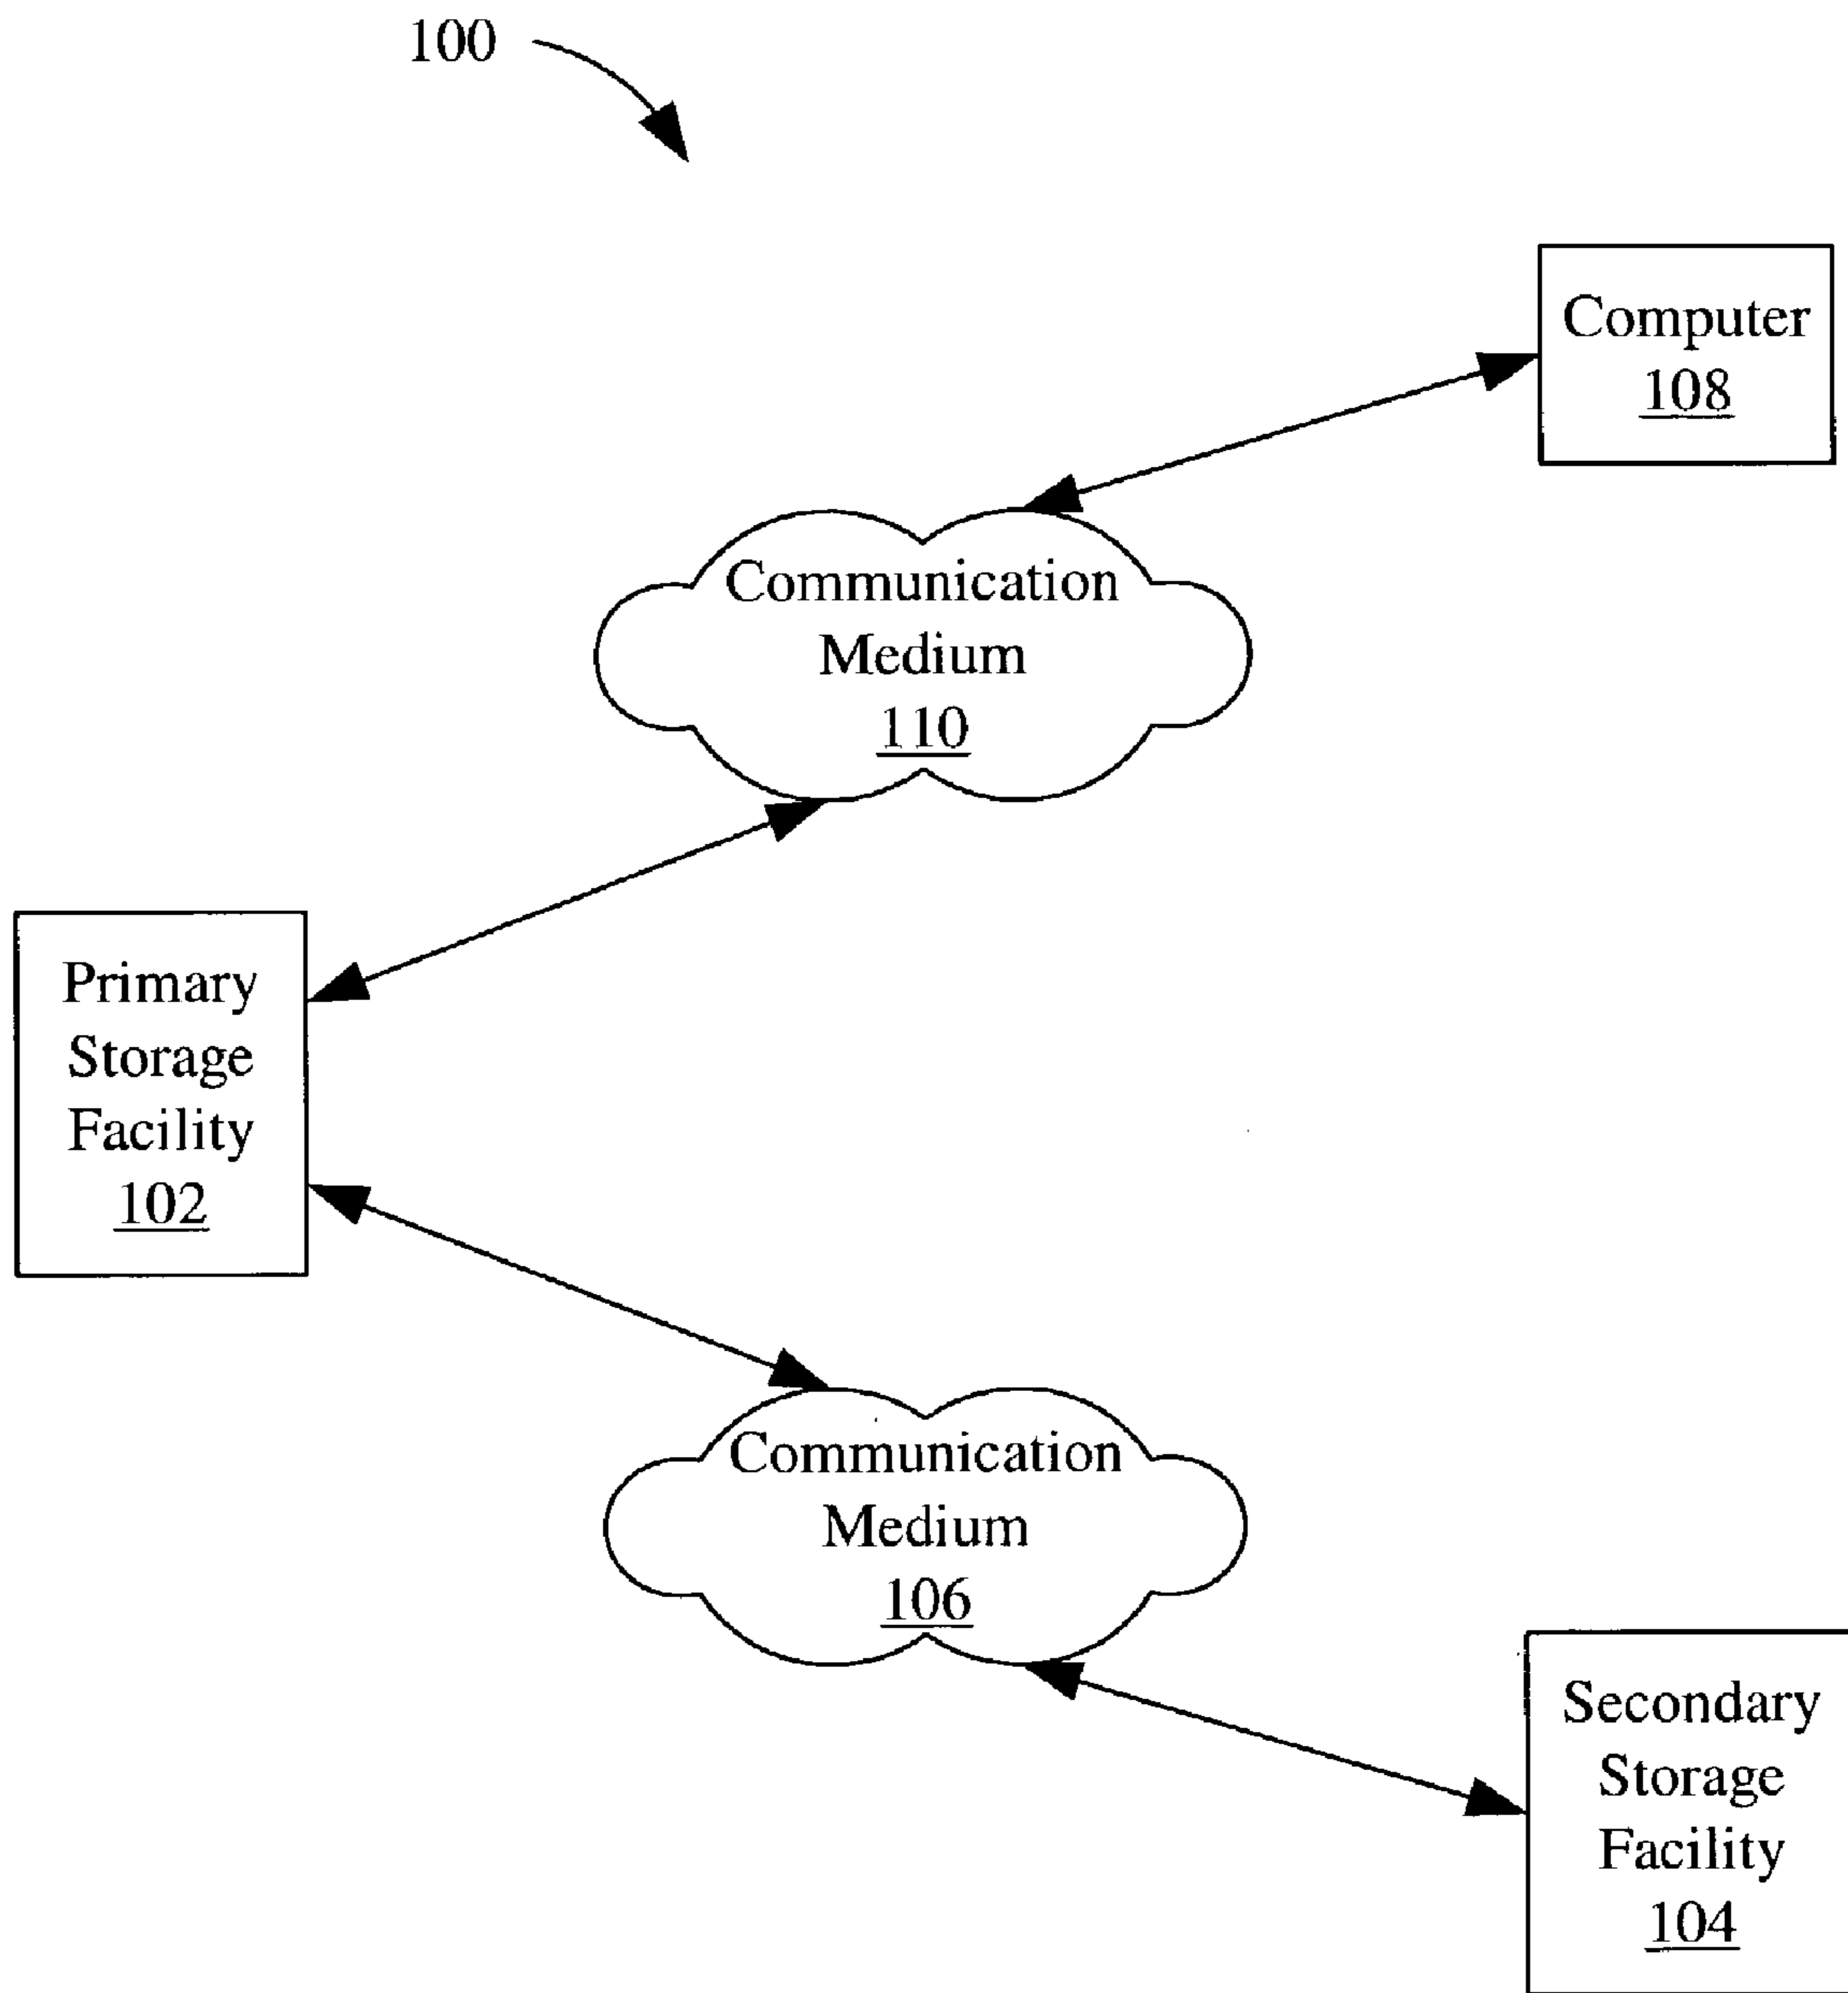 100
Computer
108
Communication
Medium
110
Primary
Storage
Facility
102
Communication
Medium
106
Secondary
Storage
Facility
104